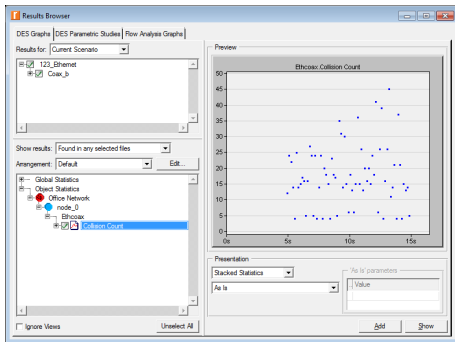 Results Browser
DES Graphs DES Parametric Studies Flow Analysis Graphs
Results for: Current Scenario
123_Ethernet
Coax_b
Show results: Found in any selected files
Arrangement: Default Edit...
Global Statistics
Object Statistics
Office Network
node_0
Ethcoax
Collision Count
Ignore Views Unselect All
Preview
Ethcoax.Collision Count
50
45
40
35
30
25
20
15
10
5
0
0s 5s 10s 15s
Presentation
Stacked Statistics
As Is
'As Is' parameters
Value
Add Show